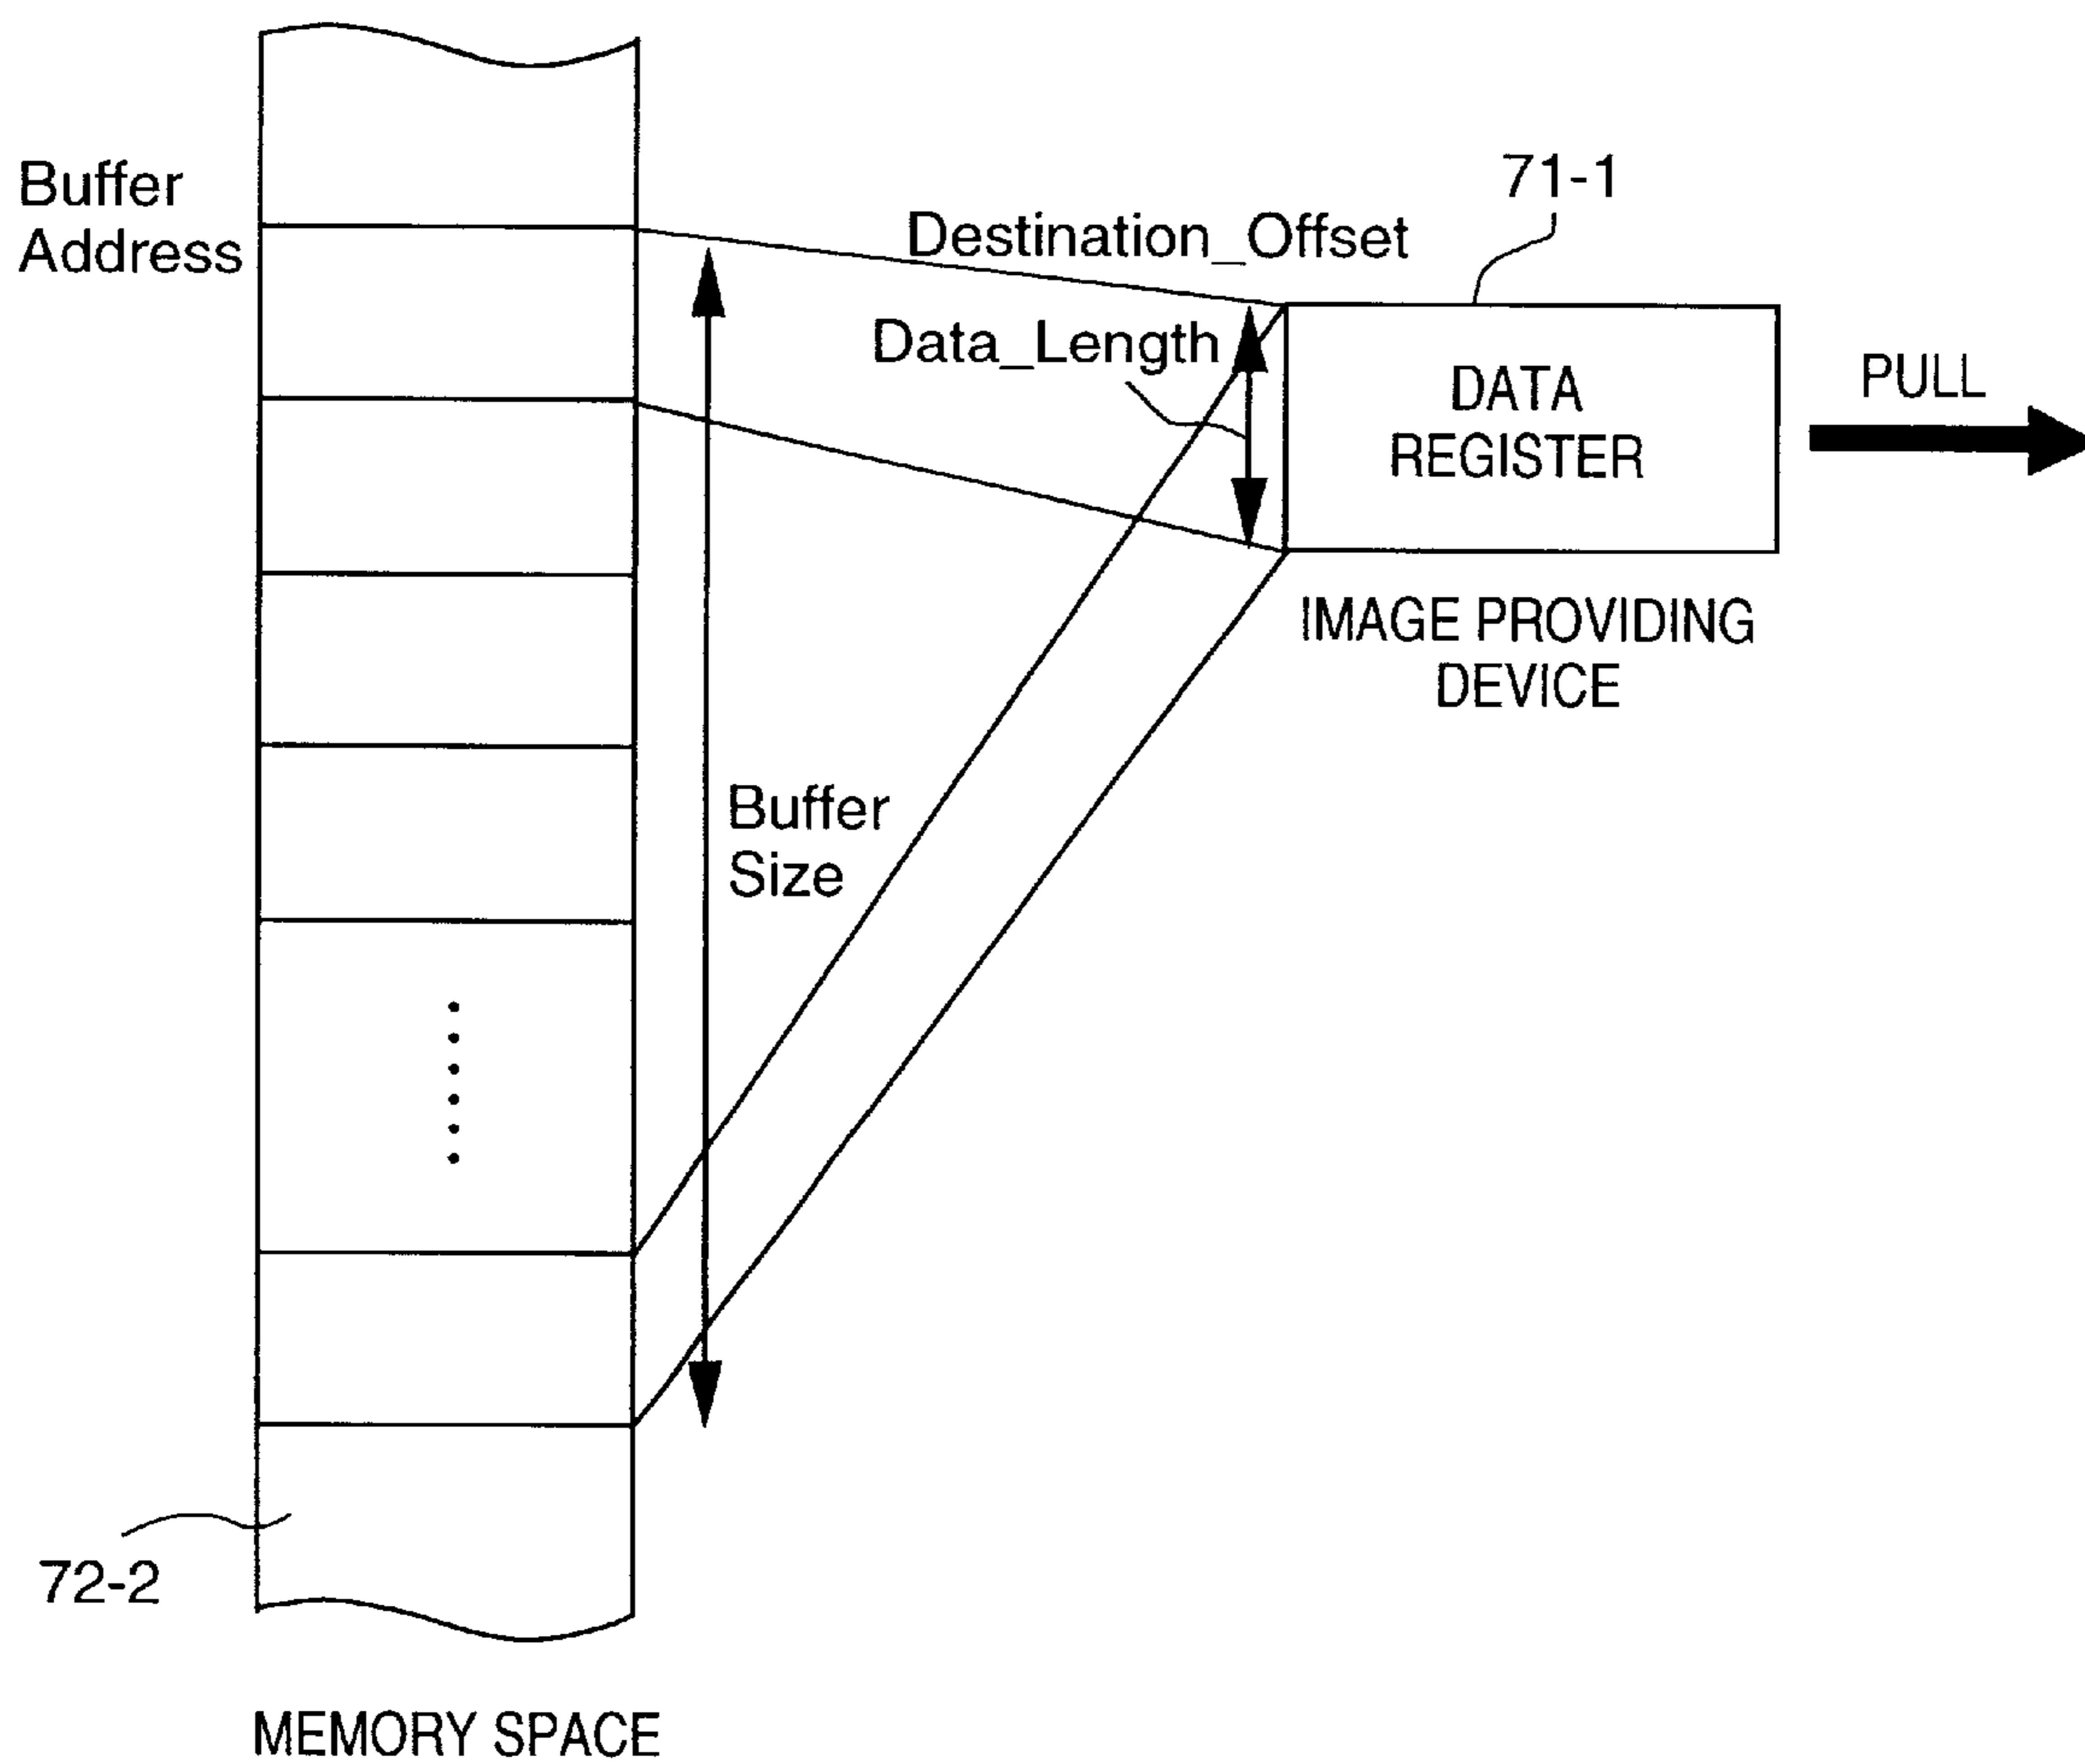 Buffer
Address
Destination_Offset
71-1
Data_Length
DATA
REGISTER
PULL
IMAGE PROVIDING
DEVICE
Buffer
Size
72-2
MEMORY SPACE